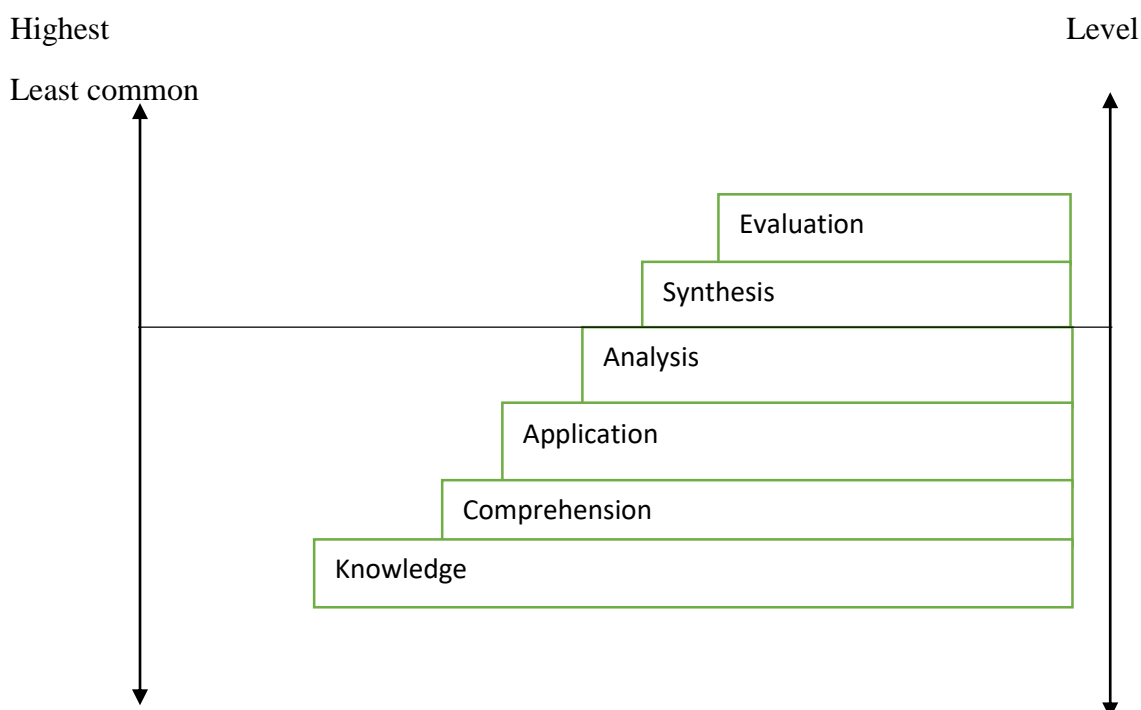 Highest Level
Least common
Evaluation
Synthesis
Analysis
Application
Comprehension
Knowledge